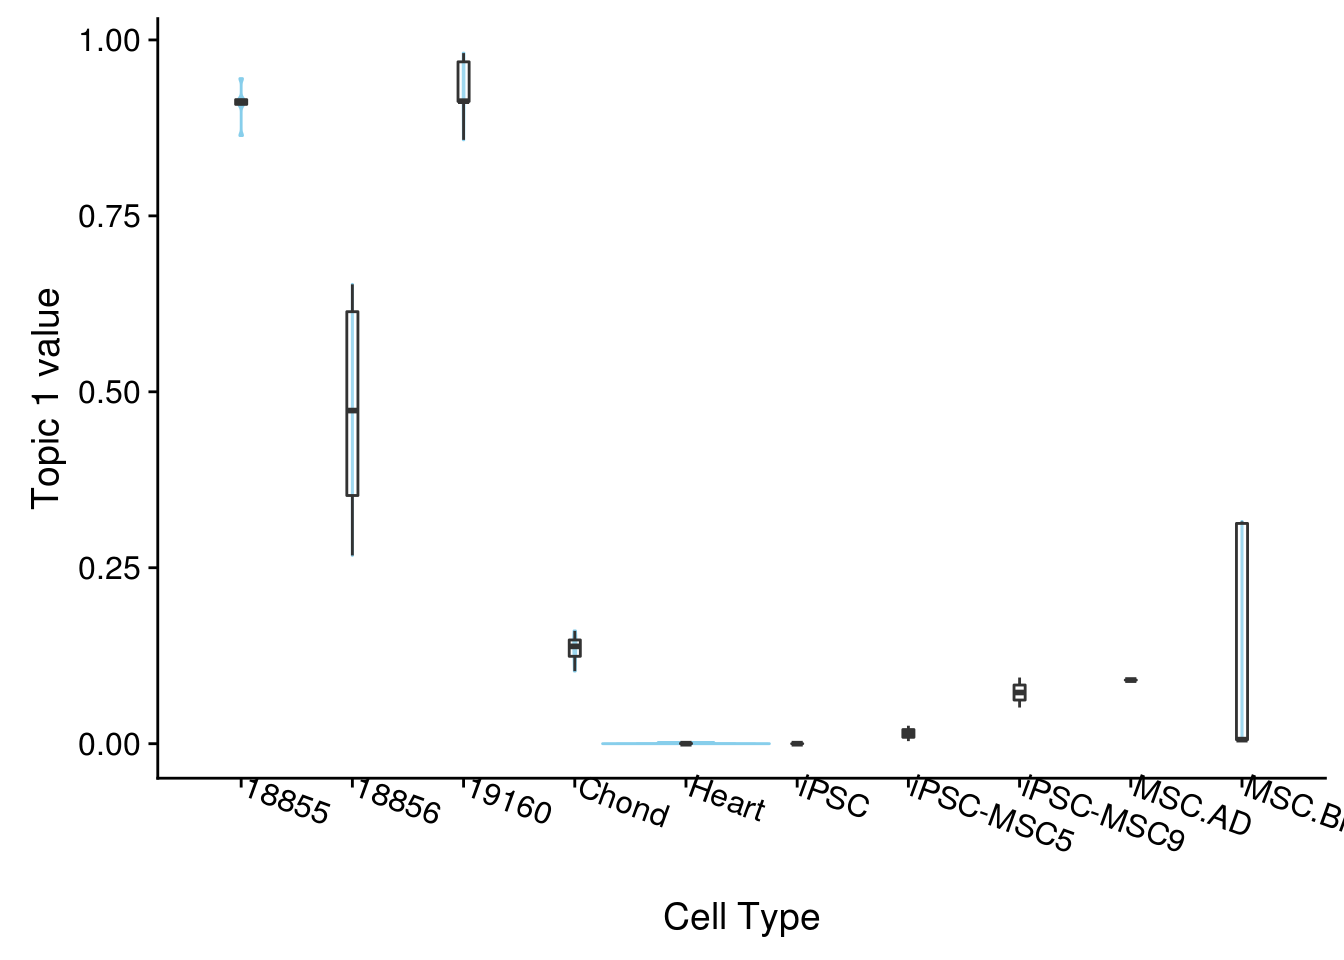 1.00
0.75
0.50
0.25
0.00
Topic 1 value
18855
18856
19160
Chond
Heart
iPSC
iPSC-MSC5
iPSC-MSC9
MSC.AD
Cell Type